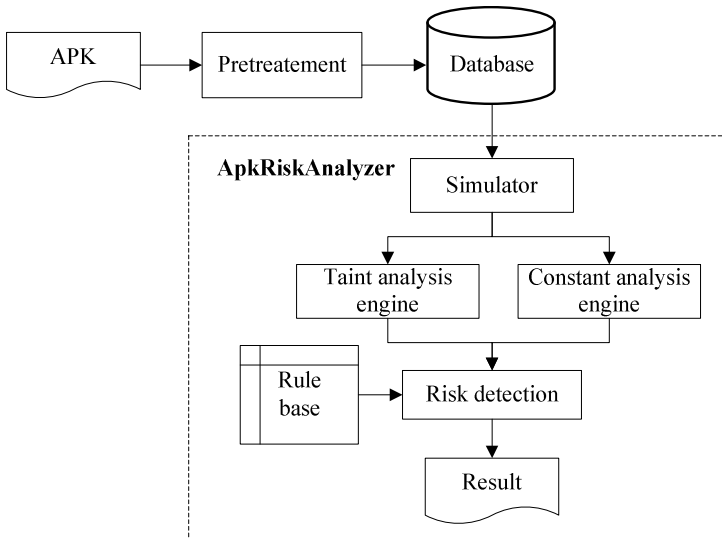 APK
Pretreatement
Database
ApkRiskAnalyzer
Simulator
Taint analysis
engine
Constant analysis
engine
Rule
base
Risk detection
Result